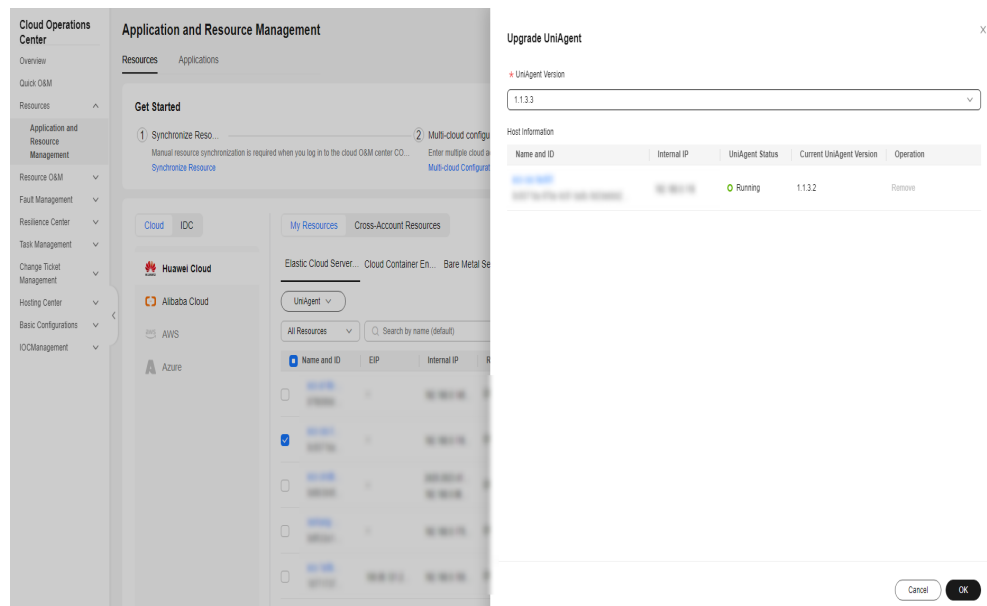 Cloud Operations
Center
Overview
Quick O&M
Resources
Application and
Resource
Management
Resource O&M
Fault Management
Resilience Center
Task Management
Change Ticket
Management
Hosting Center
Basic Configurations
IOCManagement
Application and Resource Management
Resources Applications
Get Started
1 Synchronize Reso...
Manual resource synchronization is required when you log in to the cloud O&M center CO...
Synchronize Resource
2 Multi-cloud configu
Enter multiple cloud a
Multi-cloud Configurat
Cloud IDC
HUAWEI Huawei Cloud
Alibaba Cloud
aws AWS
Azure
My Resources Cross-Account Resources
Elastic Cloud Server... Cloud Container En... Bare Metal Se
UniAgent
All Resources Search by name (default)
Name and ID EIP Internal IP R
Upgrade UniAgent X
* UniAgent Version
1.1.3.3
Host Information
Name and ID Internal IP UniAgent Status Current UniAgent Version Operation
Running 1.1.3.2 Remove
Cancel OK